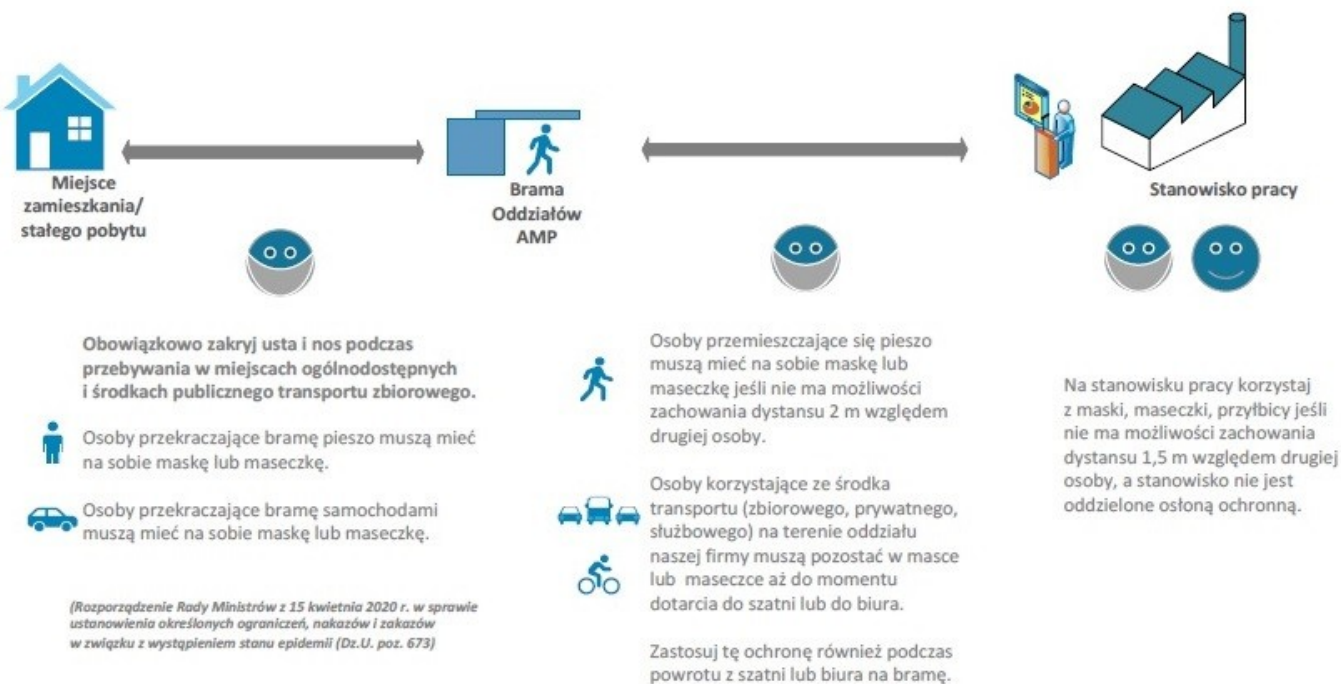 Miejsce
zamieszkania/
stałego pobytu
Brama
Oddziałów
AMP
Stanowisko pracy
Obowiązkowo zakryj usta i nos podczas
przebywania w miejscach ogólnodostępnych
i środkach publicznego transportu zbiorowego.
Osoby przekraczające bramę pieszo muszą mieć
na sobie maskę lub maseczkę.
Osoby przekraczające bramę samochodami
muszą mieć na sobie maskę lub maseczkę.
(Rozporządzenie Rady Ministrów z 15 kwietnia 2020 r. w sprawie
ustanowienia określonych ograniczeń, nakazów i zakazów
w związku z wystąpieniem stanu epidemii (Dz.U. poz. 673)
Osoby przemieszczające się pieszo
muszą mieć na sobie maskę lub
maseczkę jeśli nie ma możliwości
zachowania dystansu 2 m względem
drugiej osoby.
Osoby korzystające ze środka
transportu (zbiorowego, prywatnego,
służbowego) na terenie oddziału
naszej firmy muszą pozostać w masce
lub maseczce aż do momentu
dotarcia do szatni lub do biura.
Zastosuj tę ochronę również podczas
powrotu z szatni lub biura na bramę.
Na stanowisku pracy korzystaj
z maski, maseczki, przyłbicy jeśli
nie ma możliwości zachowania
dystansu 1,5 m względem drugiej
osoby, a stanowisko nie jest
oddzielone osłoną ochronną.